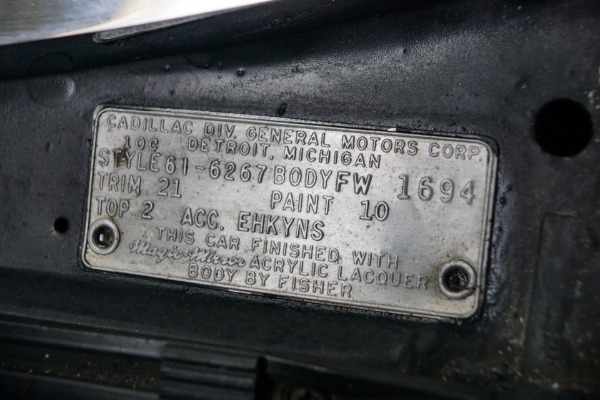 CADILLAC DIV. GENERAL MOTORS CORP.
10C DETROIT, MICHIGAN
STYLE 61-6267 BODY FW 1694
TRIM 21 PAINT 10
TOP 2 ACC. EHKYNS
THIS CAR FINISHED WITH
Magic-Mirror ACRYLIC LACQUER
BODY BY FISHER